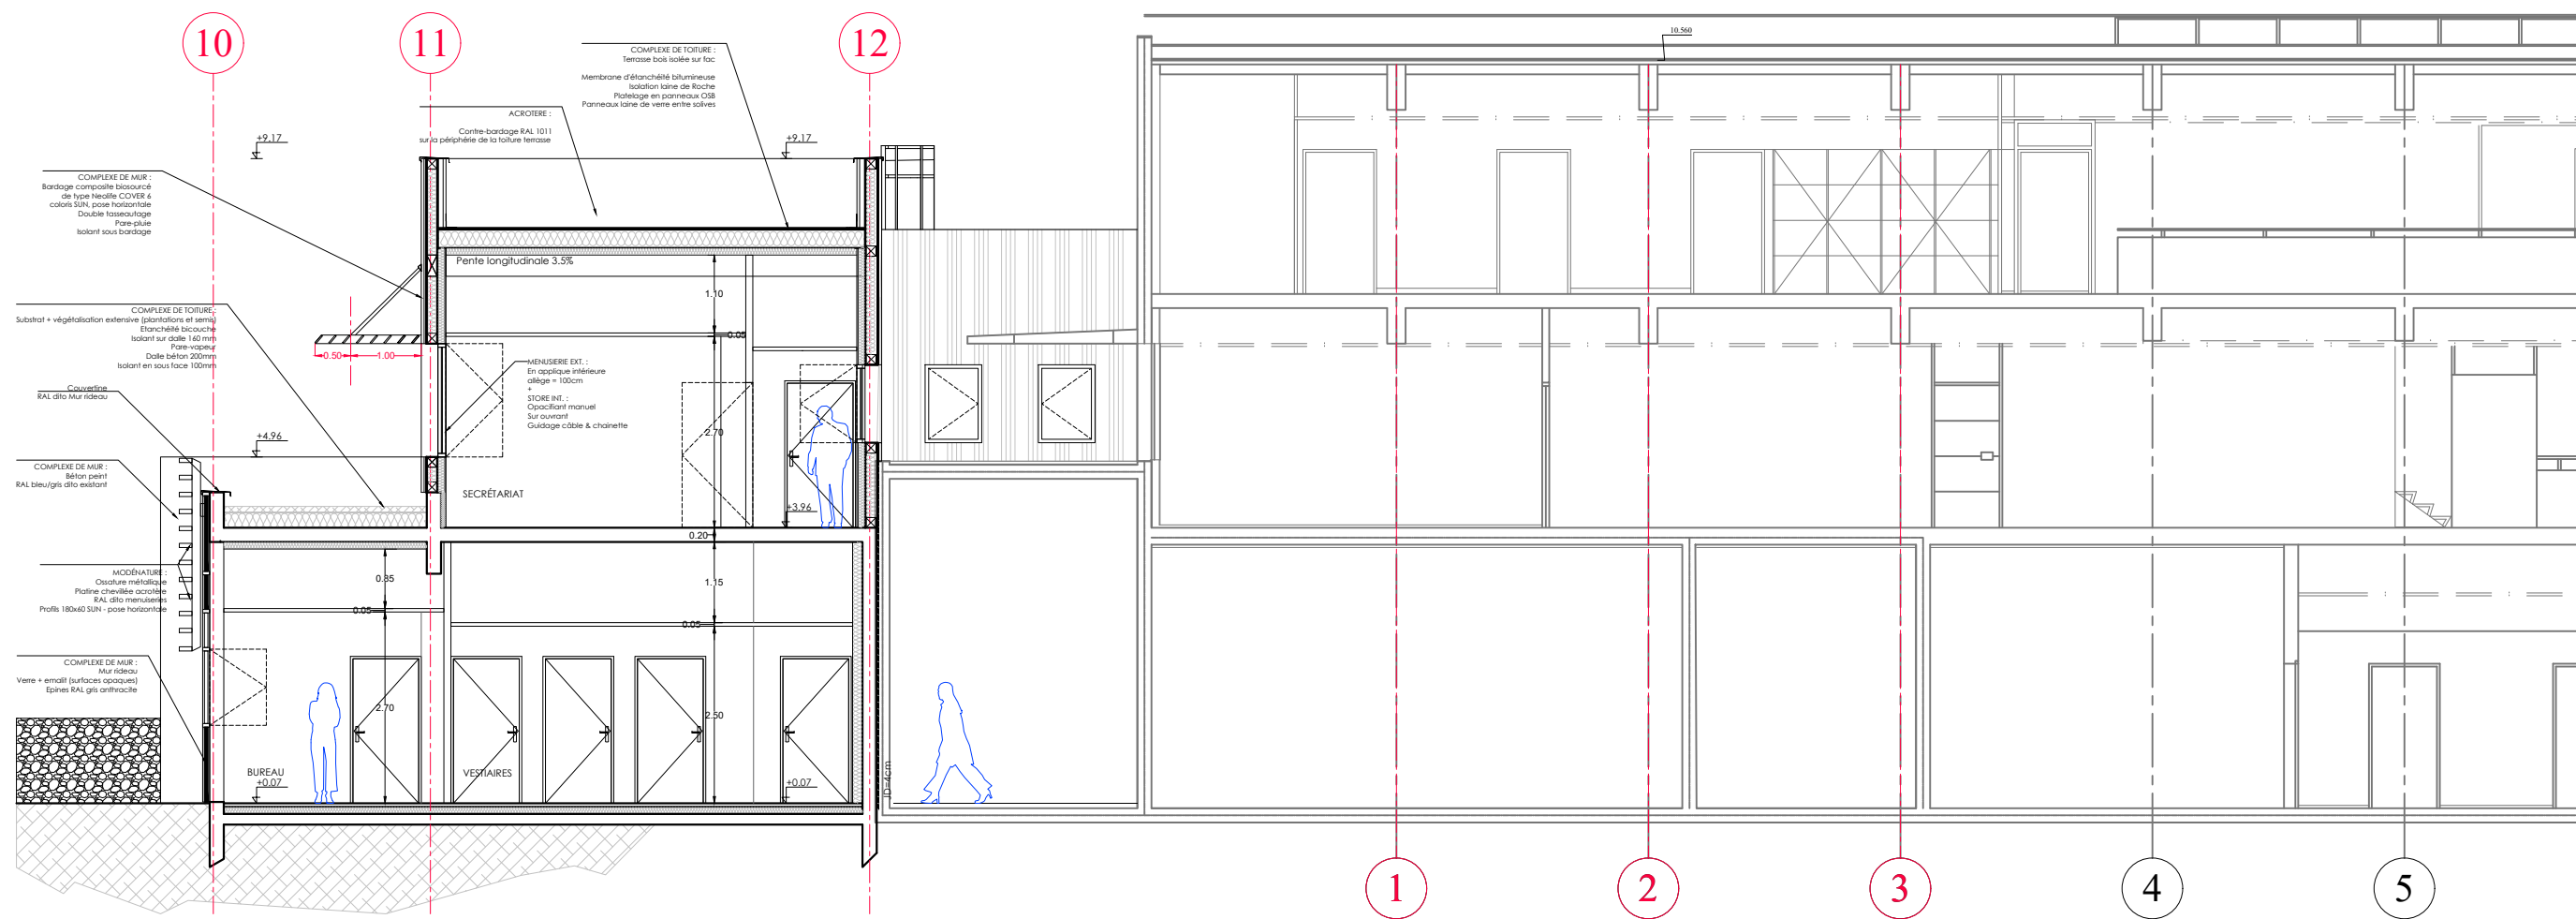 10
11
12
COMPLEXE DE TOITURE :
Terrasse bois isolée sur fac
Membrane d'étanchéité bitumineuse
Isolation laine de Roche
Platelage en panneaux OSB
Panneaux laine de verre entre solives
10.560
ACROTERE :
Contre-bardage RAL 1011
sur la périphérie de la toiture terrasse
+9,17
+9,17
COMPLEXE DE MUR :
Bardage composite biosourcé
de type Neolife COVER 6
coloris SUN, pose horizontale
Double tasseautage
Pare-pluie
Isolant sous bardage
Pente longitudinale 3.5%
1.10
0.05
COMPLEXE DE TOITURE :
Substrat + végétalisation extensive (plantations et semis)
Etanchéité bicouche
Isolant sur dalle 160 mm
Pare-vapeur
Dalle béton 200mm
Isolant en sous face 100mm
0.50
1.00
MENUISERIE EXT. :
En applique intérieure
allège = 100cm
+
STORE INT. :
Opacifiant manuel
Sur ouvrant
Guidage câble & chainette
Couvertine
RAL dito Mur rideau
2.70
+4,96
COMPLEXE DE MUR :
Béton peint
RAL bleu/gris dito existant
SECRÉTARIAT
+3,96
0.20
MODÉNATURE :
Ossature métallique
Platine chevillée acrotère
RAL dito menuiseries
Profils 180x60 SUN - pose horizontale
0.85
1.15
0.05
0.05
COMPLEXE DE MUR :
Mur rideau
Verre + emalit (surfaces opaques)
Epines RAL gris anthracite
2.70
2.50
BUREAU
+0,07
VESTIAIRES
+0,07
JD=4cm
1
2
3
4
5